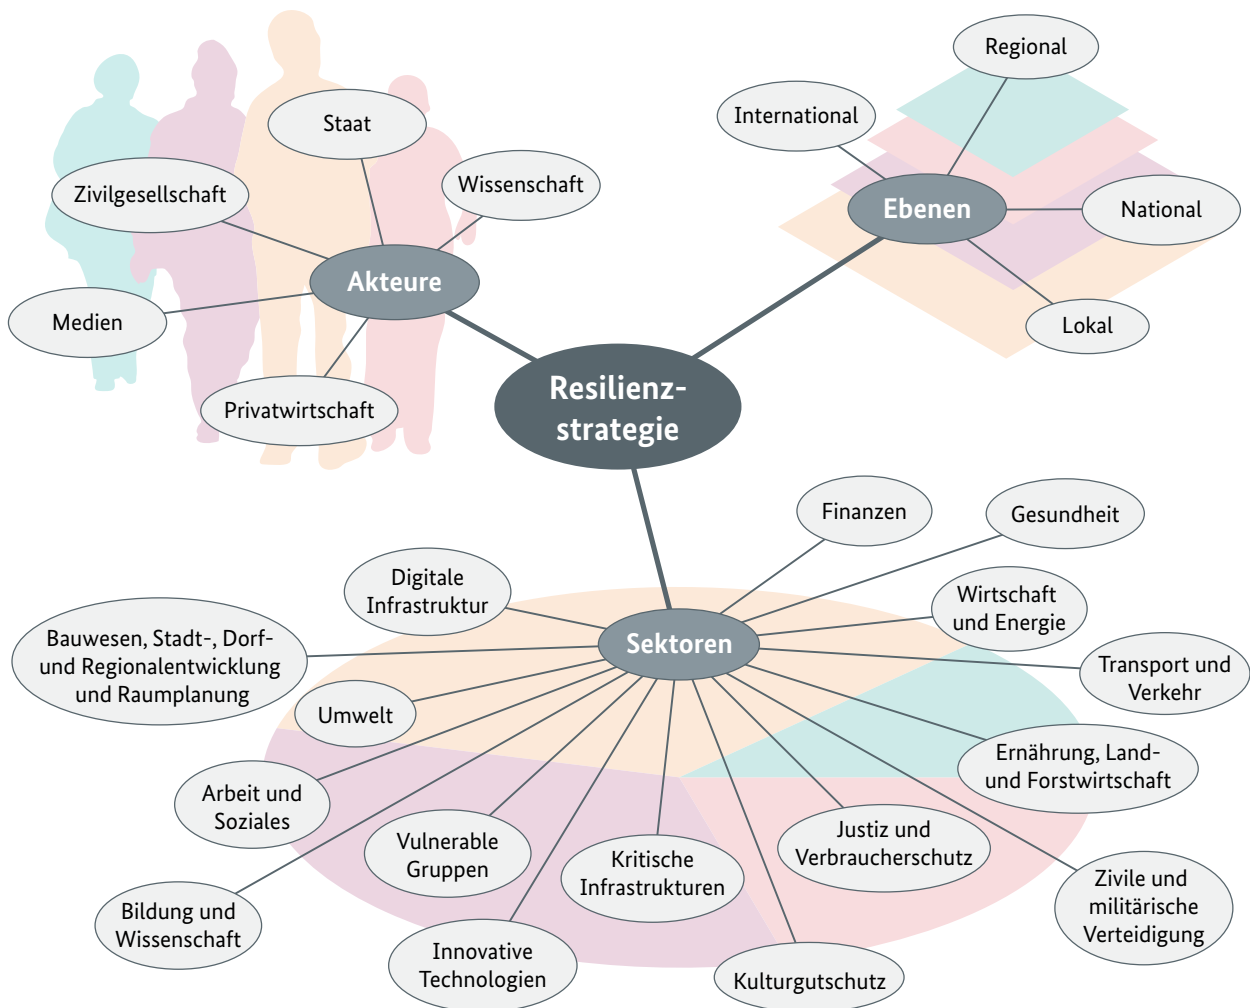 Regional
International
Staat
Wissenschaft
Zivilgesellschaft
Ebenen
National
Akteure
Medien
Lokal
Privatwirtschaft
Resilienz-
strategie
Finanzen
Gesundheit
Digitale
Infrastruktur
Wirtschaft
und Energie
Bauwesen, Stadt-, Dorf-
und Regionalentwicklung
und Raumplanung
Sektoren
Transport und
Verkehr
Umwelt
Ernährung, Land-
und Forstwirtschaft
Arbeit und
Soziales
Vulnerable
Gruppen
Kritische
Infrastrukturen
Justiz und
Verbraucherschutz
Zivile und
militärische
Verteidigung
Bildung und
Wissenschaft
Innovative
Technologien
Kulturgutschutz